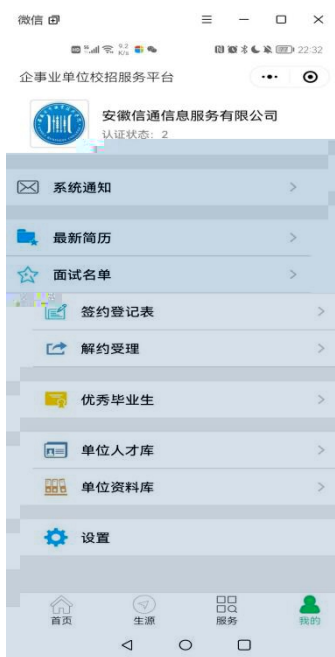 微信
22:32
企事业单位校招服务平台
安徽信通信息服务有限公司
认证状态: 2
系统通知
最新简历
面试名单
签约登记表
解约受理
优秀毕业生
单位人才库
单位资料库
设置
首页 生源 服务 我的